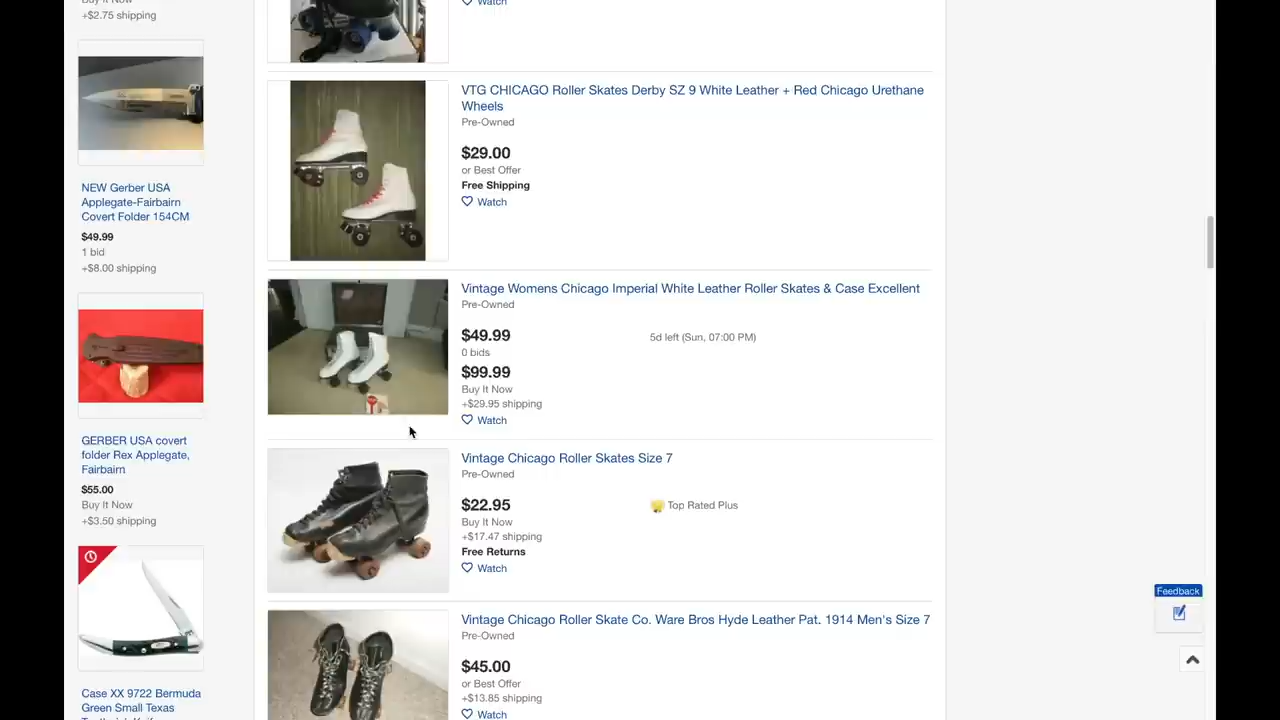 Buy It Now
+$2.75 shipping
NEW Gerber USA
Applegate-Fairbairn
Covert Folder 154CM
$49.99
1 bid
+$8.00 shipping
GERBER USA covert
folder Rex Applegate,
Fairbairn
$55.00
Buy It Now
+$3.50 shipping
Case XX 9722 Bermuda
Green Small Texas
Watch
VTG CHICAGO Roller Skates Derby SZ 9 White Leather + Red Chicago Urethane
Wheels
Pre-Owned
$29.00
or Best Offer
Free Shipping
Watch
Vintage Womens Chicago Imperial White Leather Roller Skates & Case Excellent
Pre-Owned
$49.99
5d left (Sun, 07:00 PM)
0 bids
$99.99
Buy It Now
+$29.95 shipping
Watch
Vintage Chicago Roller Skates Size 7
Pre-Owned
$22.95
Top Rated Plus
Buy It Now
+$17.47 shipping
Free Returns
Watch
Vintage Chicago Roller Skate Co. Ware Bros Hyde Leather Pat. 1914 Men's Size 7
Pre-Owned
$45.00
or Best Offer
+$13.85 shipping
Watch
Feedback